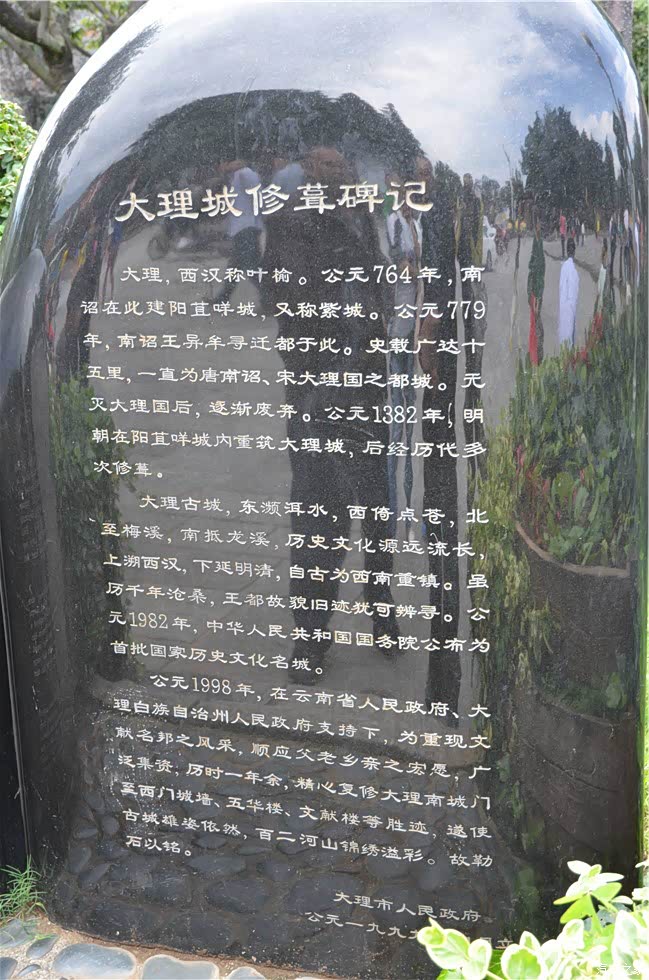 大理城修葺碑记
大理，西汉称叶榆。公元764年，南
诏在此建阳苴咩城，又称紫城。公元779
年，南诏王异牟寻迁都于此。史载广达十
五里，一直为唐南诏、宋大理国之都城。元
灭大理国后，逐渐废弃。公元1382年，明
朝在阳苴咩城内重筑大理城，后经历代多
次修葺。
大理古城，东濒洱水，西倚点苍，北
至梅溪，南抵龙溪，历史文化源远流长，
上溯西汉，下延明清，自古为西南重镇。虽
历千年沧桑，王都故貌旧迹犹可辨寻。公
元1982年，中华人民共和国国务院公布为
首批国家历史文化名城。
公元1998年，在云南省人民政府、大
理白族自治州人民政府支持下，为重现文
献名邦之风采，顺应父老乡亲之宏愿，广
泛集资，历时一年余，精心复修大理南城门
至西门城墙、五华楼、文献楼等胜迹，遂使
古城雄姿依然，百二河山锦绣溢彩。故勒
石以铭。
大理市人民政府
公元一九九